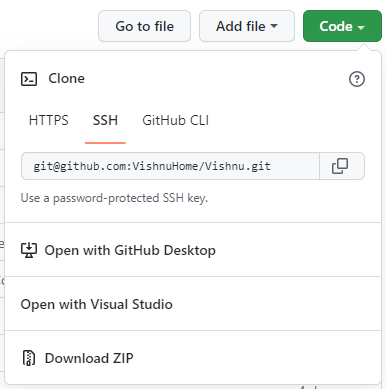 Go to file
Add file
Code
Clone
HTTPS
SSH
GitHub CLI
git@github.com:VishnuHome/Vishnu.git
Use a password-protected SSH key.
Open with GitHub Desktop
Open with Visual Studio
Download ZIP